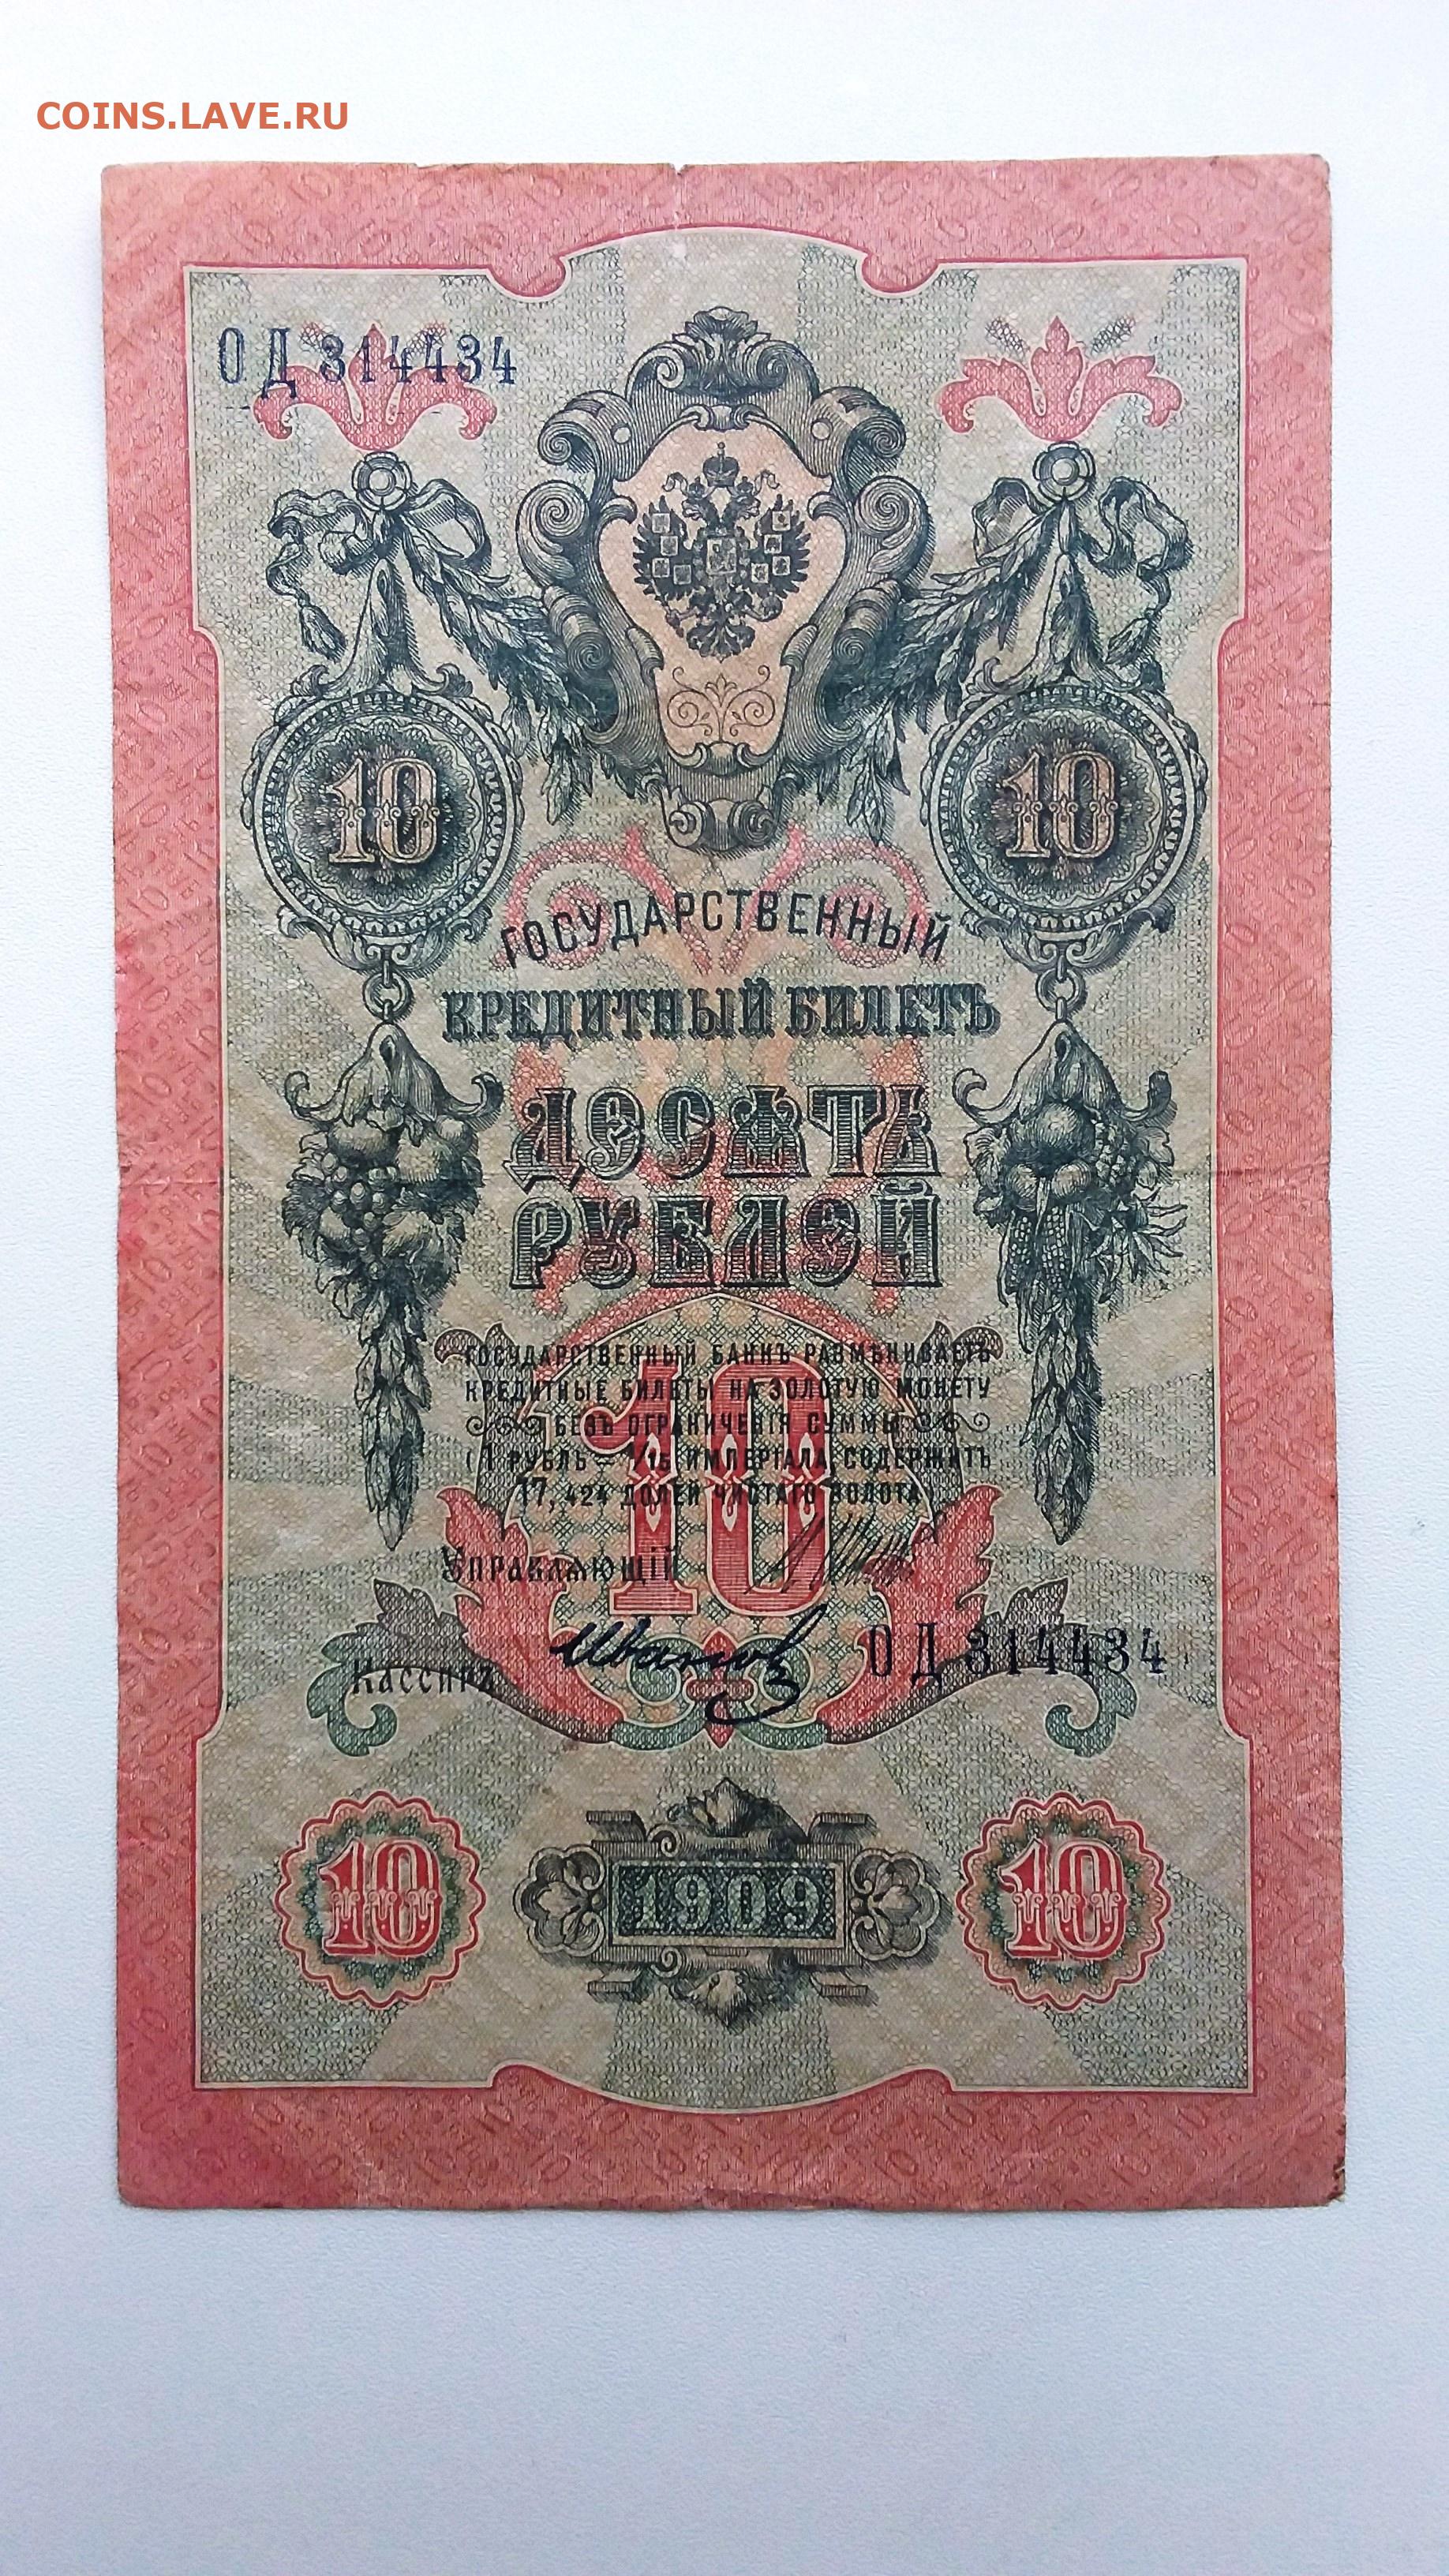 COINS.LAVE.RU
ОД 314434
10 10
ГОСУДАРСТВЕННЫЙ
КРЕДИТНЫЙ БИЛЕТЪ
ДЕСЯТЬ
РУБЛЕЙ
ГОСУДАРСТВЕННЫЙ БАНКЪ РАЗМѢНИВАЕТЪ
КРЕДИТНЫЕ БИЛЕТЫ НА ЗОЛОТУЮ МОНЕТУ
БЕЗЪ ОГРАНИЧЕНІЯ СУММЫ
(1 РУБЛЬ = 1/15 ИМПЕРІАЛА, СОДЕРЖИТЪ
17,424 ДОЛЕЙ ЧИСТАГО ЗОЛОТА)
10
Управляющій
Кассиръ Иванов ОД 314434
10 1909 10